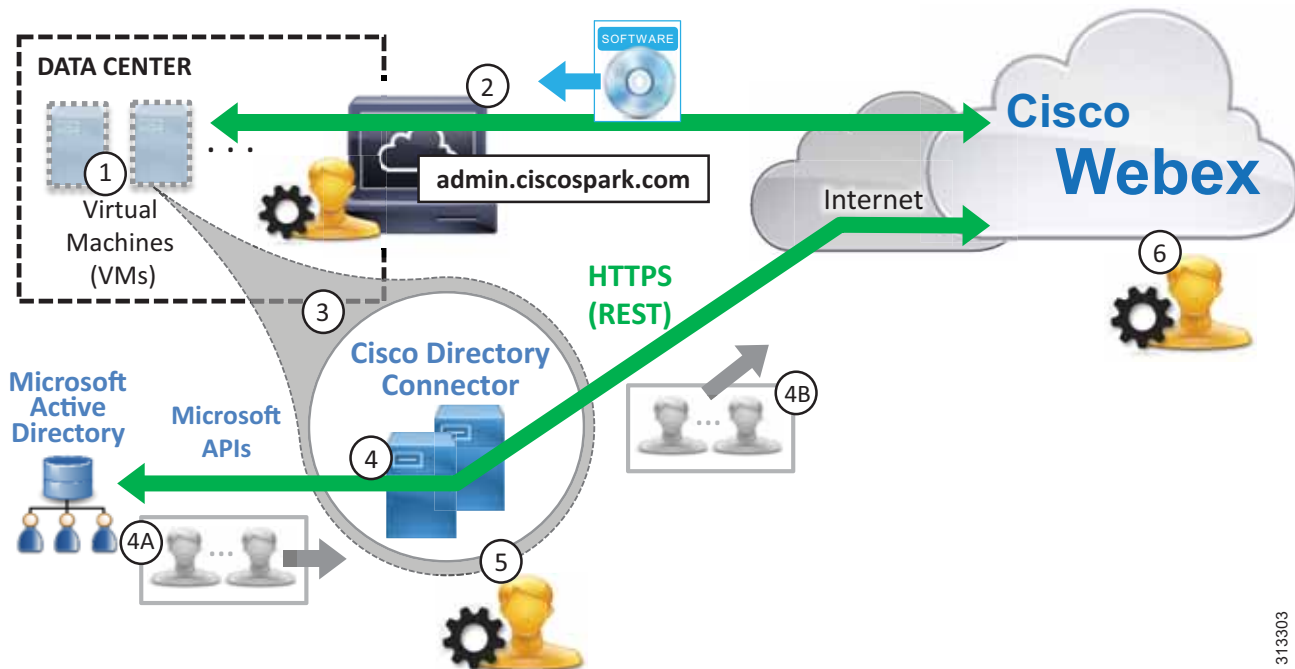 SOFTWARE
DATA CENTER
2
Cisco
Webex
. . .
admin.ciscospark.com
1
Virtual
Machines
(VMs)
Internet
6
HTTPS
(REST)
3
Cisco Directory
Connector
Microsoft
Active
Directory
Microsoft
APIs
4B
...
4
4A
...
5
313303